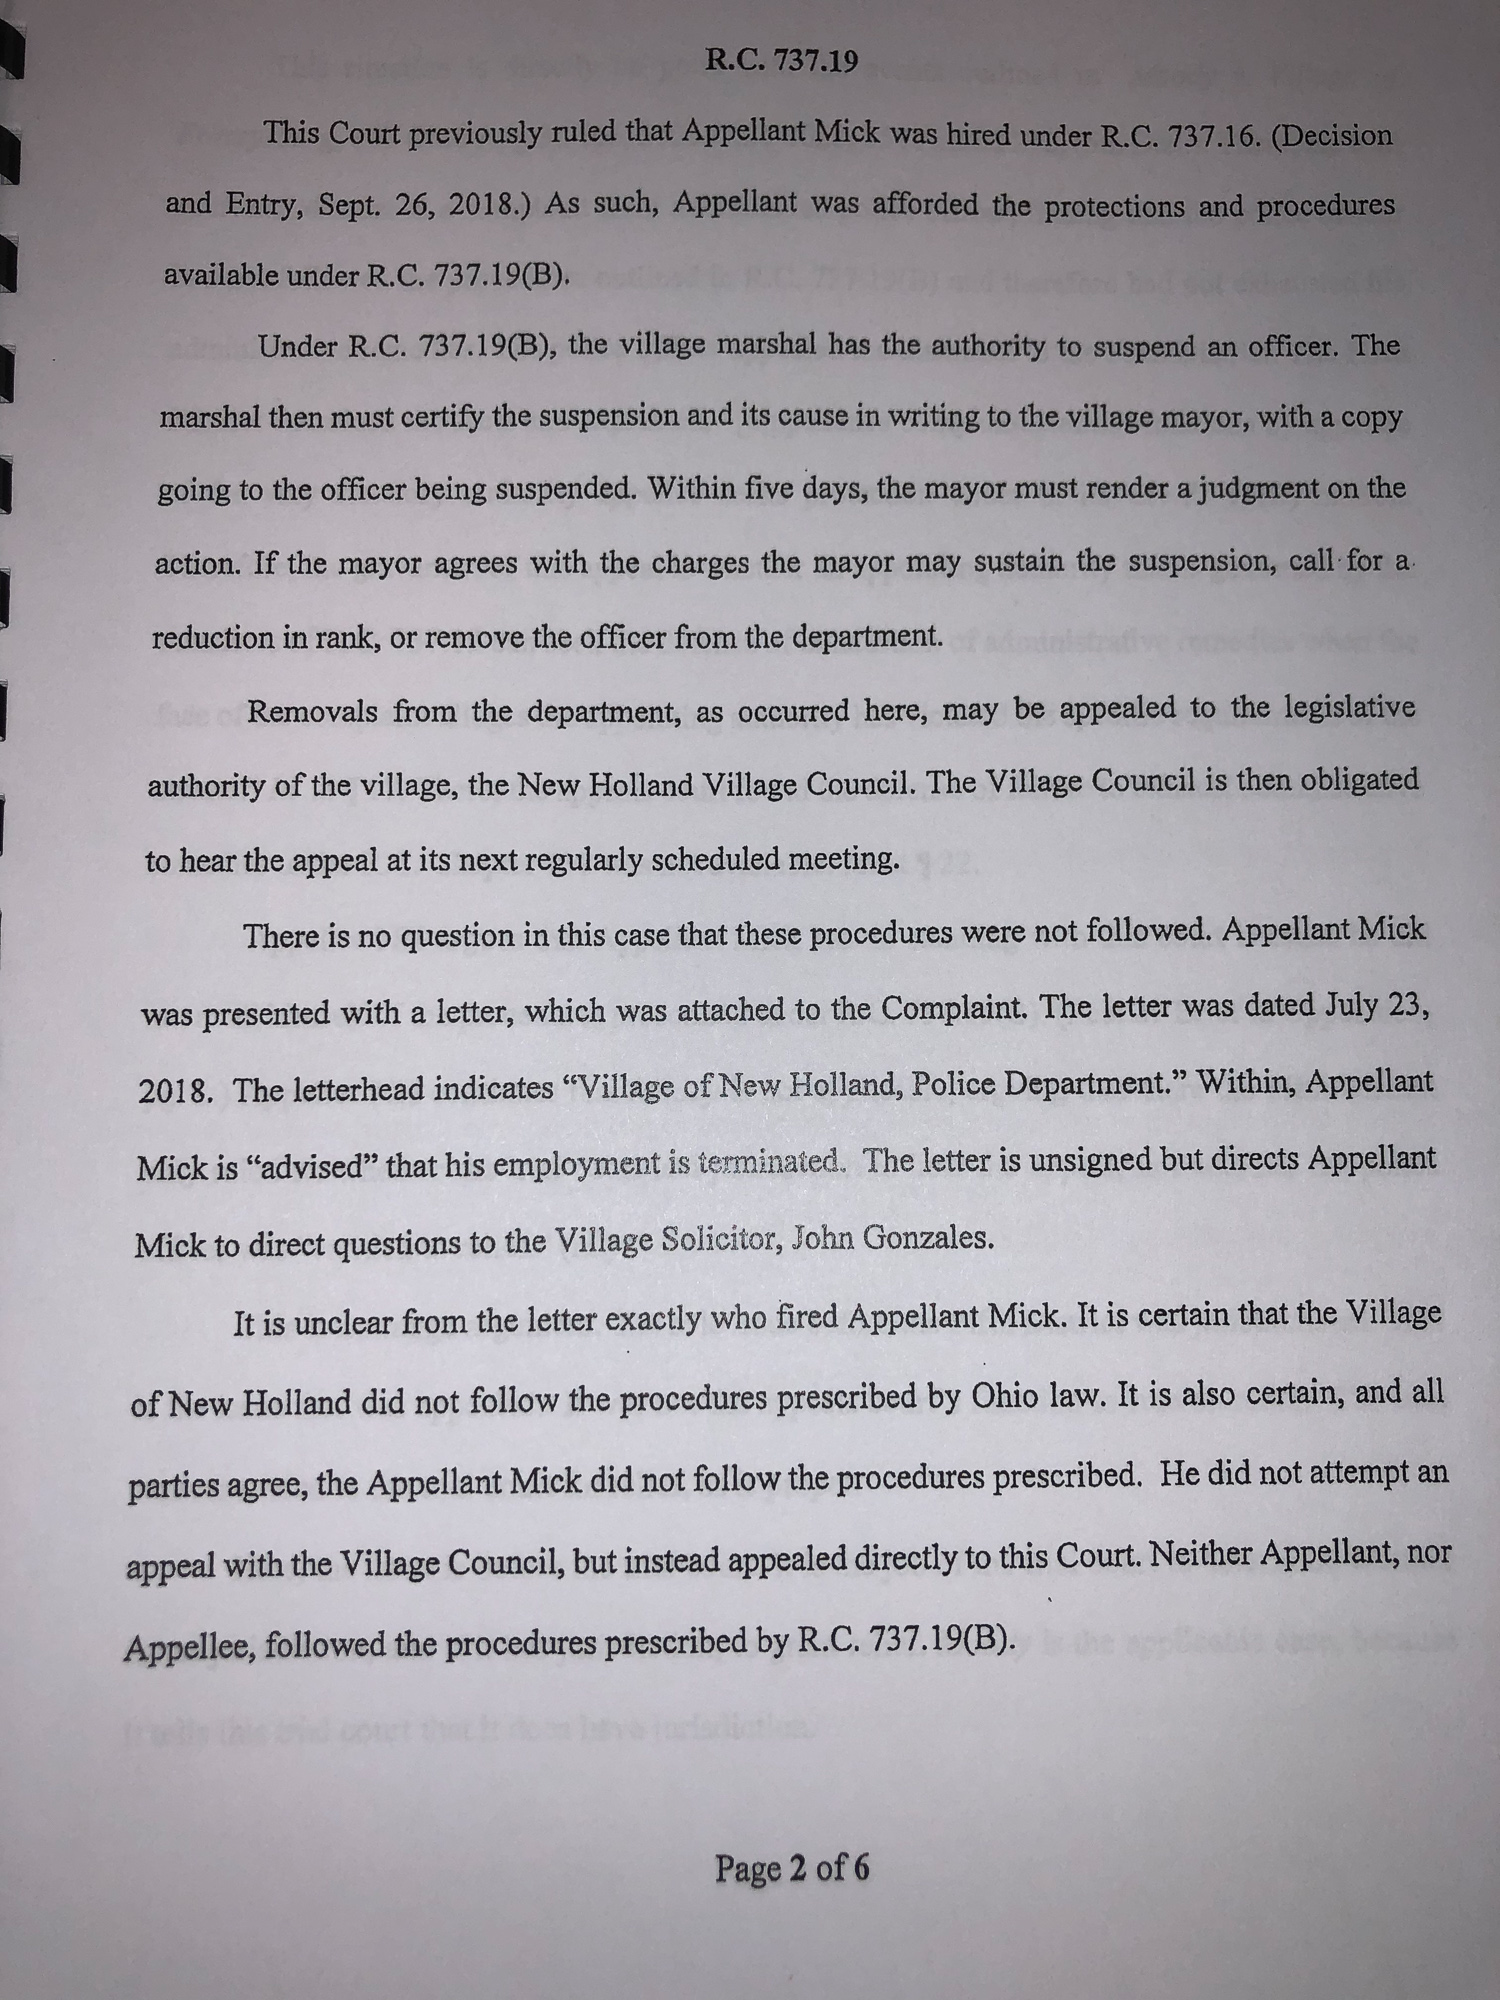 R.C. 737.19
This Court previously ruled that Appellant Mick was hired under R.C. 737.16. (Decision
and Entry, Sept. 26, 2018.) As such, Appellant was afforded the protections and procedures
available under R.C. 737.19(B).
Under R.C. 737.19(B), the village marshal has the authority to suspend an officer. The
marshal then must certify the suspension and its cause in writing to the village mayor, with a copy
going to the officer being suspended. Within five days, the mayor must render a judgment on the
action. If the mayor agrees with the charges the mayor may sustain the suspension, call for a
reduction in rank, or remove the officer from the department.
Removals from the department, as occurred here, may be appealed to the legislative
authority of the village, the New Holland Village Council. The Village Council is then obligated
to hear the appeal at its next regularly scheduled meeting.
There is no question in this case that these procedures were not followed. Appellant Mick
was presented with a letter, which was attached to the Complaint. The letter was dated July 23,
2018. The letterhead indicates “Village of New Holland, Police Department.” Within, Appellant
Mick is “advised” that his employment is terminated. The letter is unsigned but directs Appellant
Mick to direct questions to the Village Solicitor, John Gonzales.
It is unclear from the letter exactly who fired Appellant Mick. It is certain that the Village
of New Holland did not follow the procedures prescribed by Ohio law. It is also certain, and all
parties agree, the Appellant Mick did not follow the procedures prescribed. He did not attempt an
appeal with the Village Council, but instead appealed directly to this Court. Neither Appellant, nor
Appellee, followed the procedures prescribed by R.C. 737.19(B).
Page 2 of 6